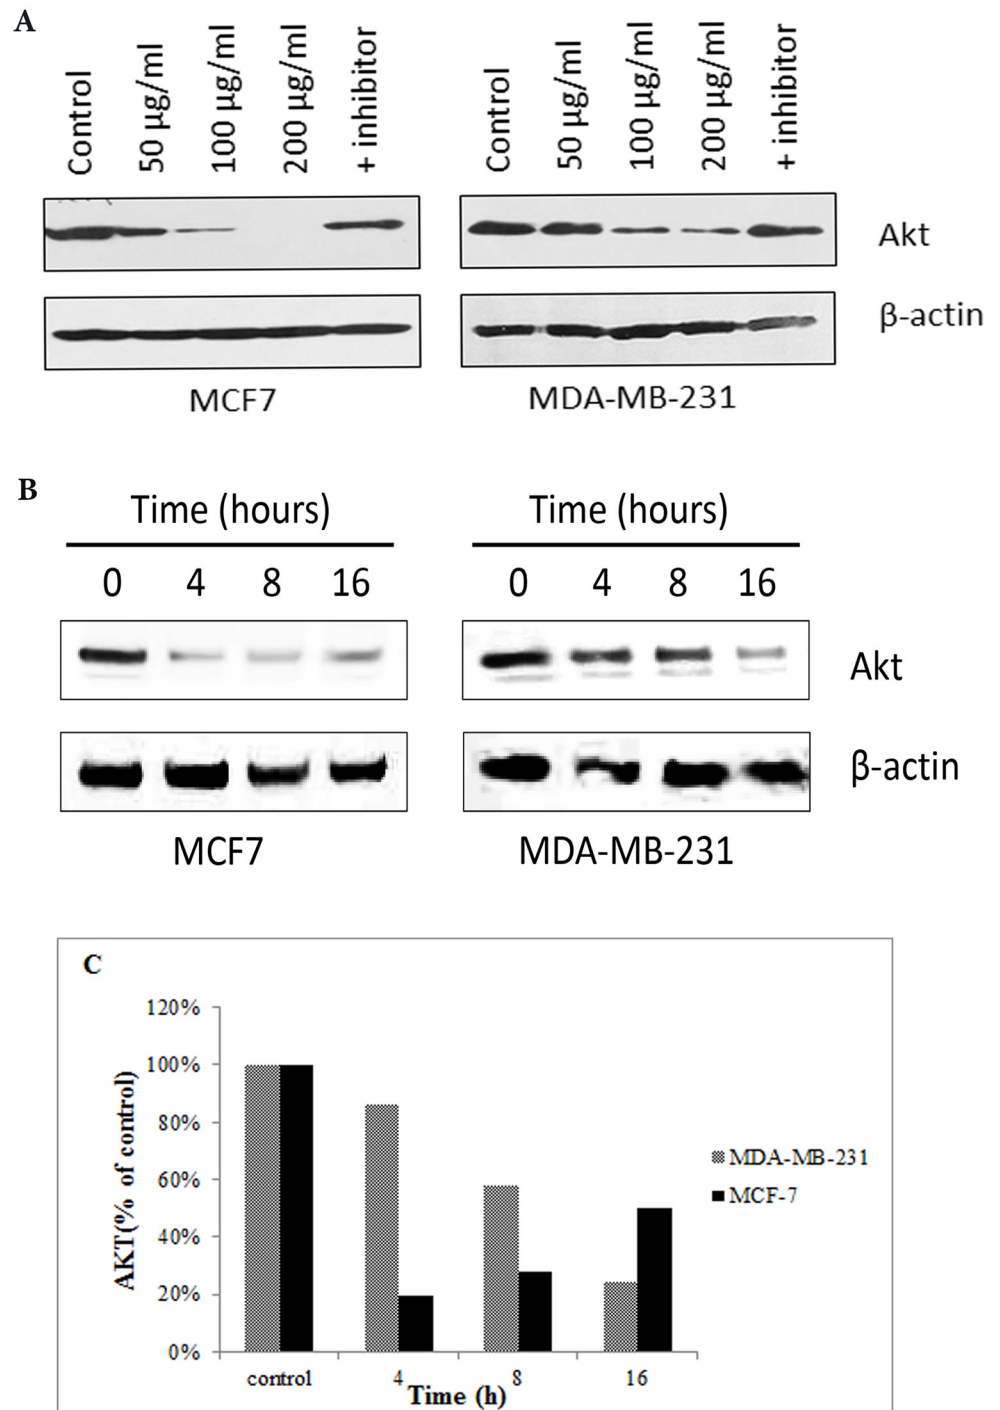 A
Control 50 µg/ml 100 µg/ml 200 µg/ml + inhibitor
Control 50 µg/ml 100 µg/ml 200 µg/ml + inhibitor
Akt
β-actin
MCF7 MDA-MB-231
B
Time (hours) Time (hours)
0 4 8 16 0 4 8 16
Akt
β-actin
MCF7 MDA-MB-231
C
AKT(% of control)
120%
100%
80%
60%
40%
20%
0%
control 4 8 16
Time (h)
MDA-MB-231
MCF-7